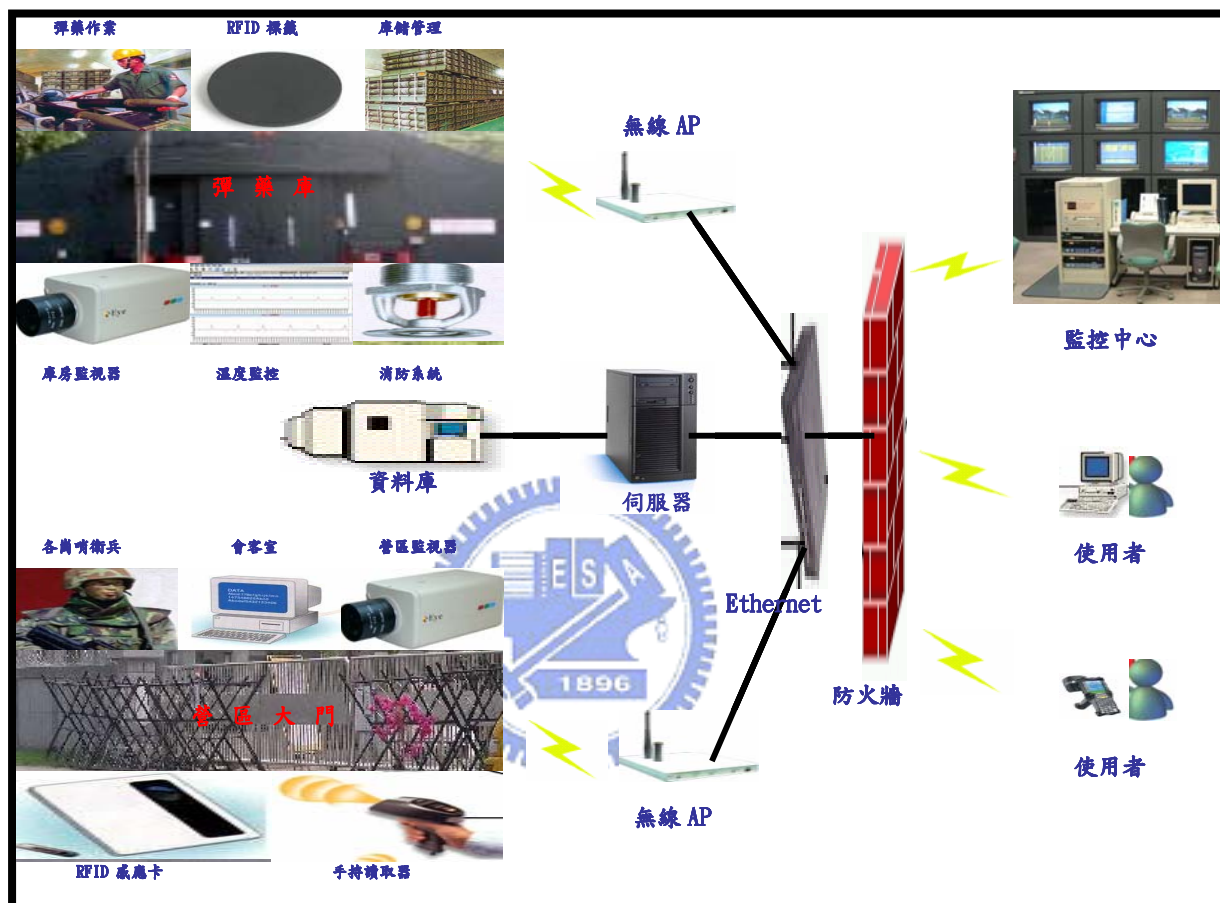 彈藥作業
RFID 標籤
庫儲管理
無線 AP
彈 藥 庫
eEye
庫房監視器
溫度監控
消防系統
監控中心
資料庫
伺服器
各崗哨衛兵
會客室
營區監視器
DATA
eEye
ESA
Ethernet
使用者
1896
防火牆
營 區 大 門
無線 AP
使用者
RFID 感應卡
手持讀取器